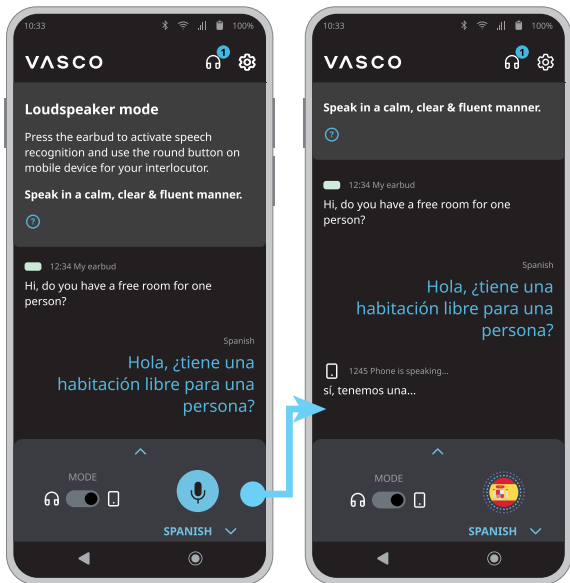 10:33
100%
VASCO
1
Loudspeaker mode
Press the earbud to activate speech
recognition and use the round button on
mobile device for your interlocutor.
Speak in a calm, clear & fluent manner.
?
12:34 My earbud
Hi, do you have a free room for one
person?
Spanish
Hola, ¿tiene una
habitación libre para una
persona?
MODE
SPANISH
10:33
100%
VASCO
1
Speak in a calm, clear & fluent manner.
?
12:34 My earbud
Hi, do you have a free room for one
person?
Spanish
Hola, ¿tiene una
habitación libre para una
persona?
1245 Phone is speaking...
sí, tenemos una...
MODE
SPANISH